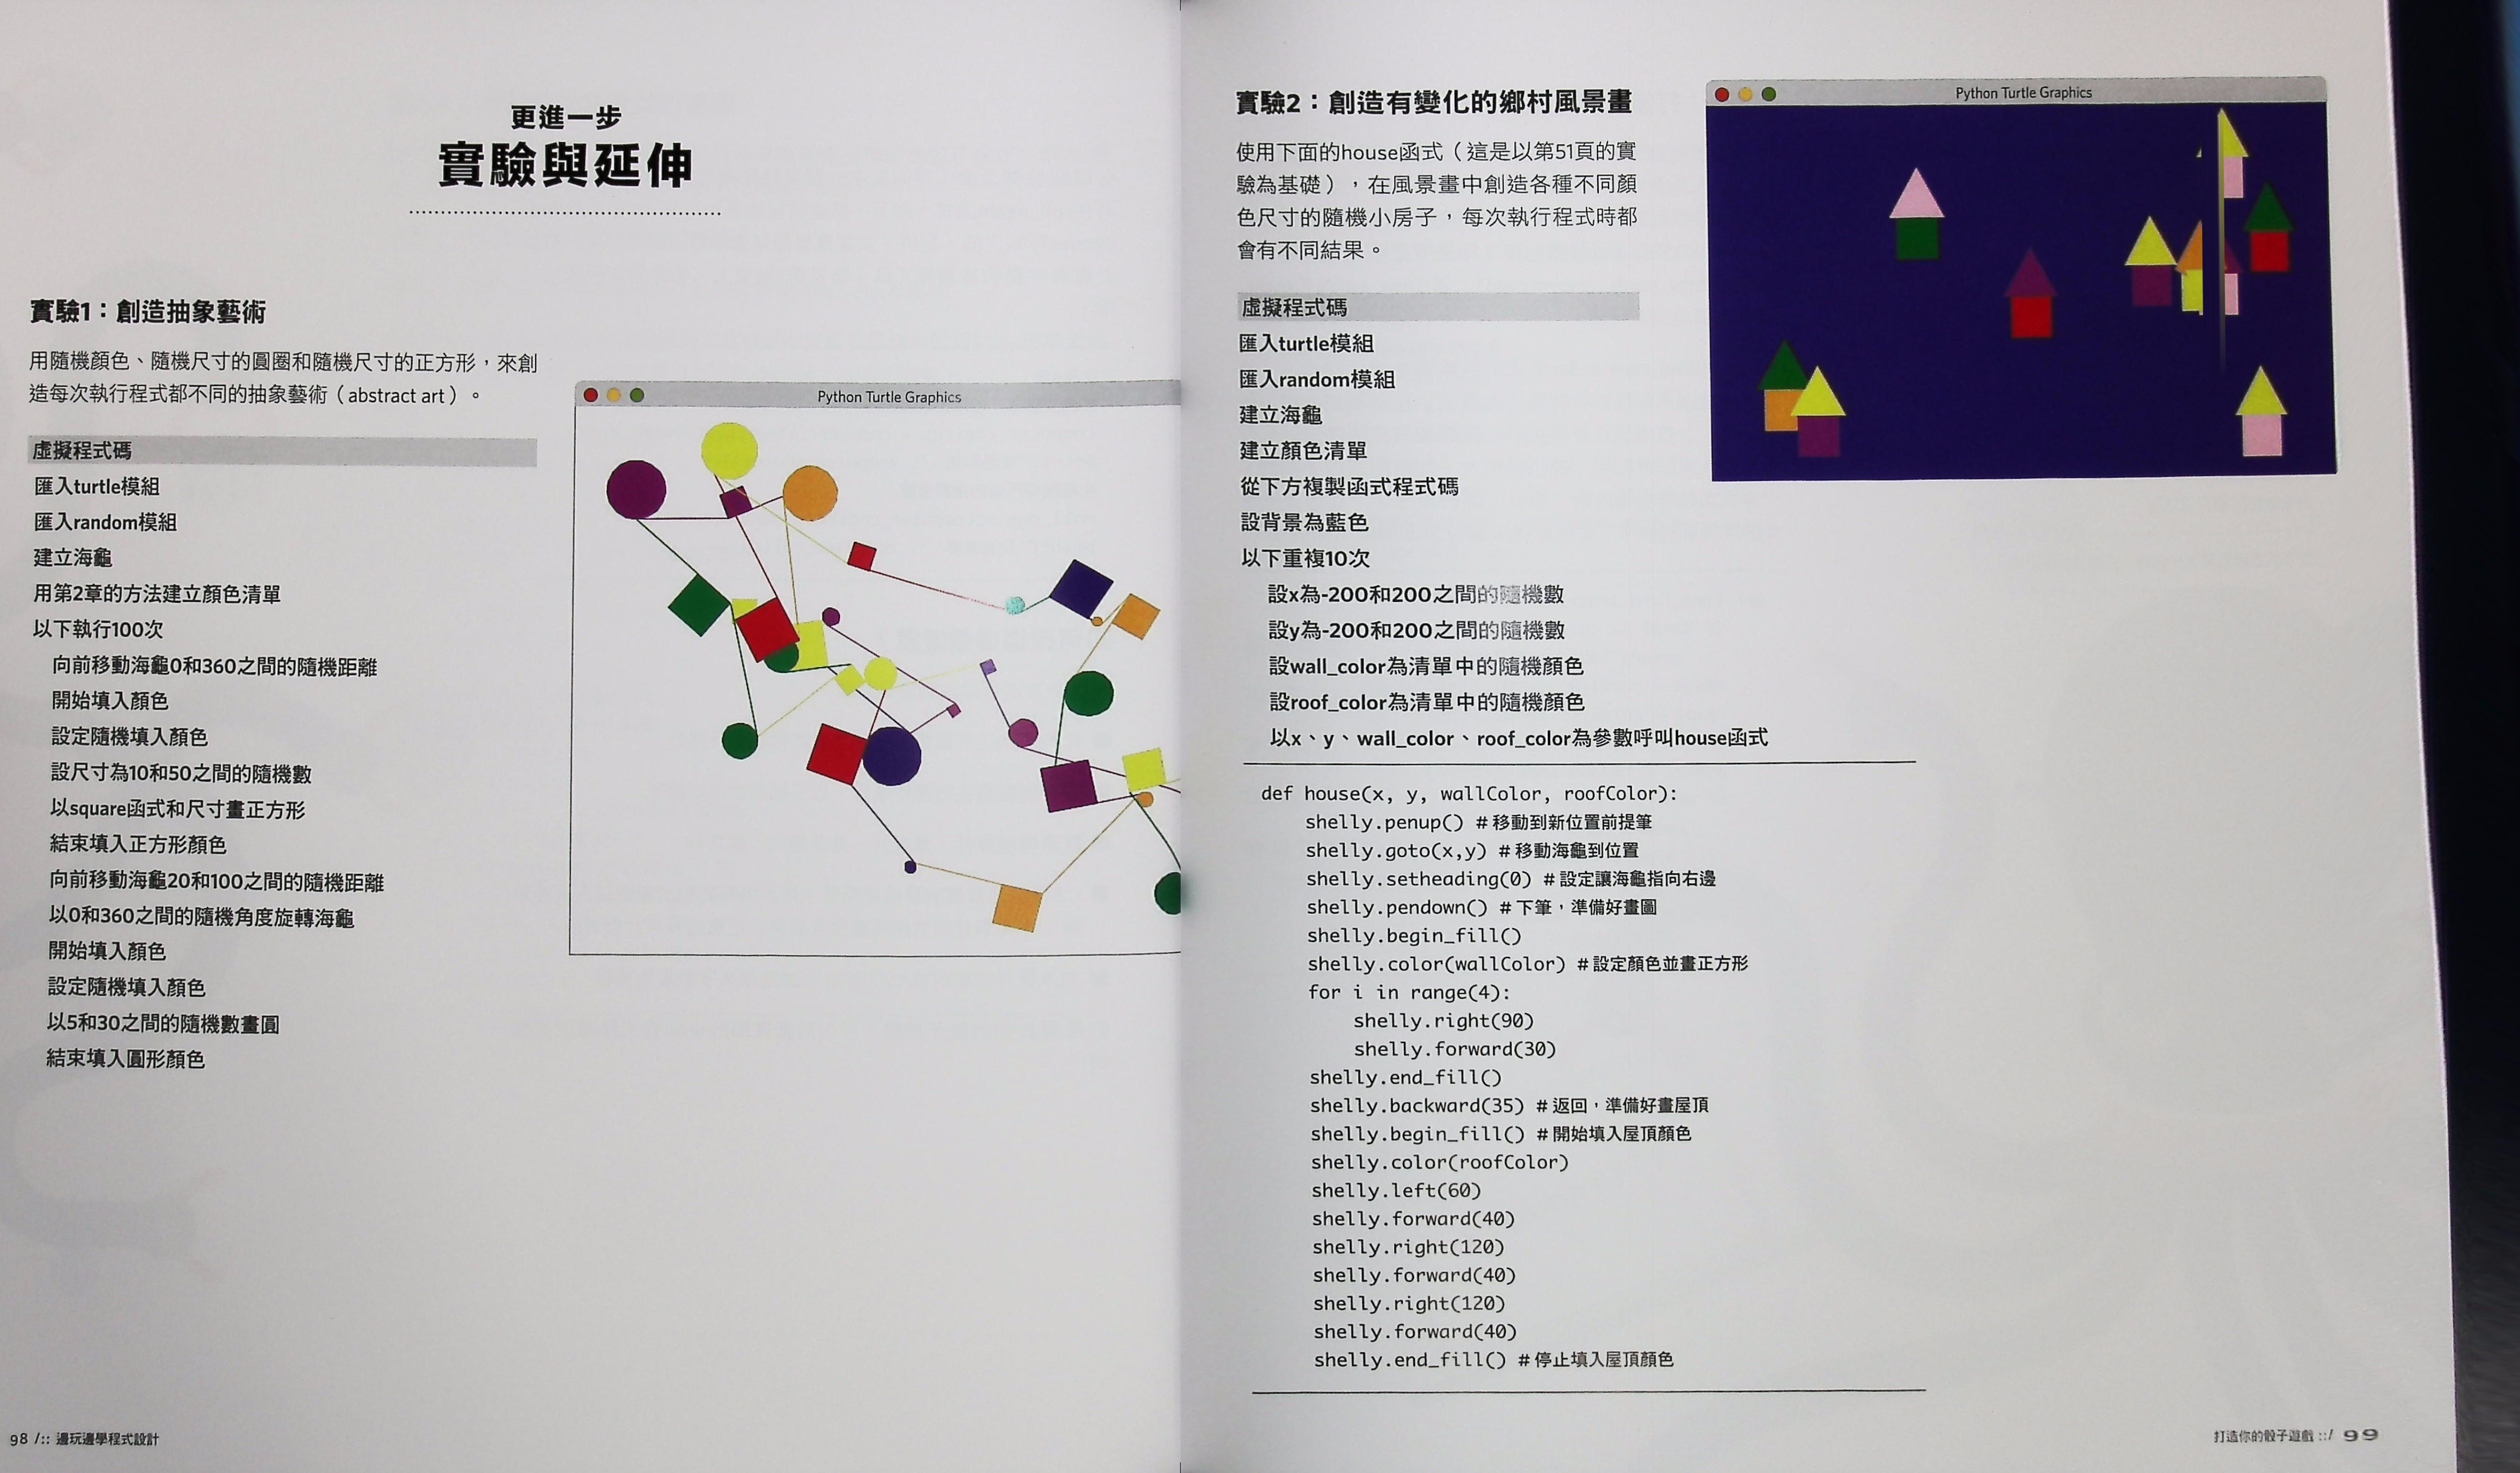 更進一步
實驗與延伸
實驗1：創造抽象藝術
用隨機顏色、隨機尺寸的圓圈和隨機尺寸的正方形，來創
造每次執行程式都不同的抽象藝術（abstract art）。
虛擬程式碼
匯入turtle模組
匯入random模組
建立海龜
用第2章的方法建立顏色清單
以下執行100次
向前移動海龜0和360之間的隨機距離
開始填入顏色
設定隨機填入顏色
設尺寸為10和50之間的隨機數
以square函式和尺寸畫正方形
結束填入正方形顏色
向前移動海龜20和100之間的隨機距離
以0和360之間的隨機角度旋轉海龜
開始填入顏色
設定隨機填入顏色
以5和30之間的隨機數畫圓
結束填入圓形顏色
Python Turtle Graphics
98 /:: 邊玩邊學程式設計
實驗2：創造有變化的鄉村風景畫
使用下面的house函式（這是以第51頁的實
驗為基礎），在風景畫中創造各種不同顏
色尺寸的隨機小房子，每次執行程式時都
會有不同結果。
Python Turtle Graphics
虛擬程式碼
匯入turtle模組
匯入random模組
建立海龜
建立顏色清單
從下方複製函式程式碼
設背景為藍色
以下重複10次
設x為-200和200之間的隨機數
設y為-200和200之間的隨機數
設wall_color為清單中的隨機顏色
設roof_color為清單中的隨機顏色
以x、y、wall_color、roof_color為參數呼叫house函式
def house(x, y, wallColor, roofColor):
shelly.penup() #移動到新位置前提筆
shelly.goto(x,y) #移動海龜到位置
shelly.setheading(0) #設定讓海龜指向右邊
shelly.pendown() #下筆，準備好畫圖
shelly.begin_fill()
shelly.color(wallColor) #設定顏色並畫正方形
for i in range(4):
shelly.right(90)
shelly.forward(30)
shelly.end_fill()
shelly.backward(35) #返回，準備好畫屋頂
shelly.begin_fill() #開始填入屋頂顏色
shelly.color(roofColor)
shelly.left(60)
shelly.forward(40)
shelly.right(120)
shelly.forward(40)
shelly.right(120)
shelly.forward(40)
shelly.end_fill() #停止填入屋頂顏色
打造你的骰子遊戲 ::/ 99